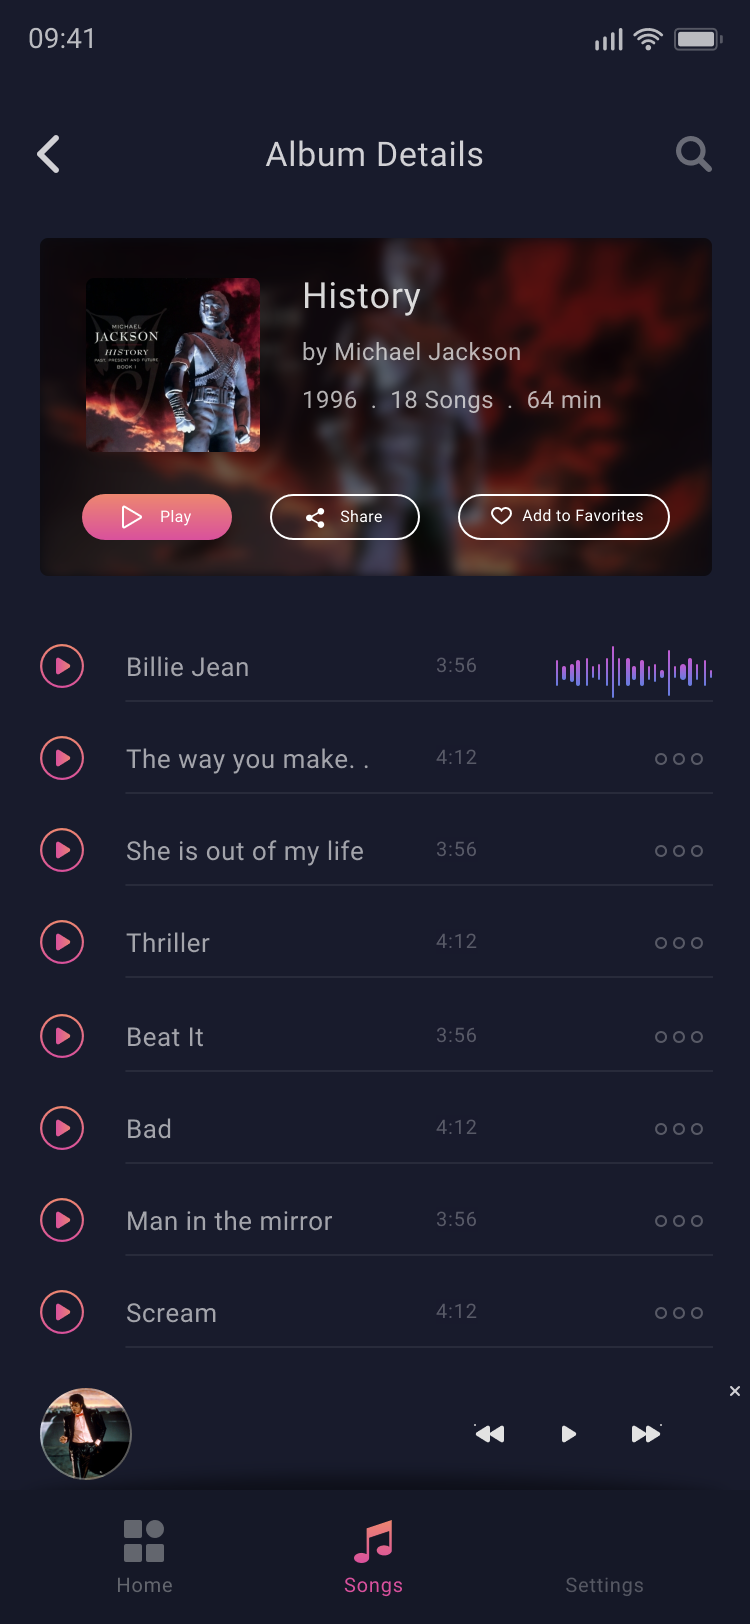 09:41
Album Details
MICHAEL
JACKSON
HISTORY
PAST, PRESENT AND FUTURE
BOOK I
History
by Michael Jackson
1996 . 18 Songs . 64 min
Play
Share
Add to Favorites
Billie Jean 3:56
The way you make. . 4:12
She is out of my life 3:56
Thriller 4:12
Beat It 3:56
Bad 4:12
Man in the mirror 3:56
Scream 4:12
Home
Songs
Settings